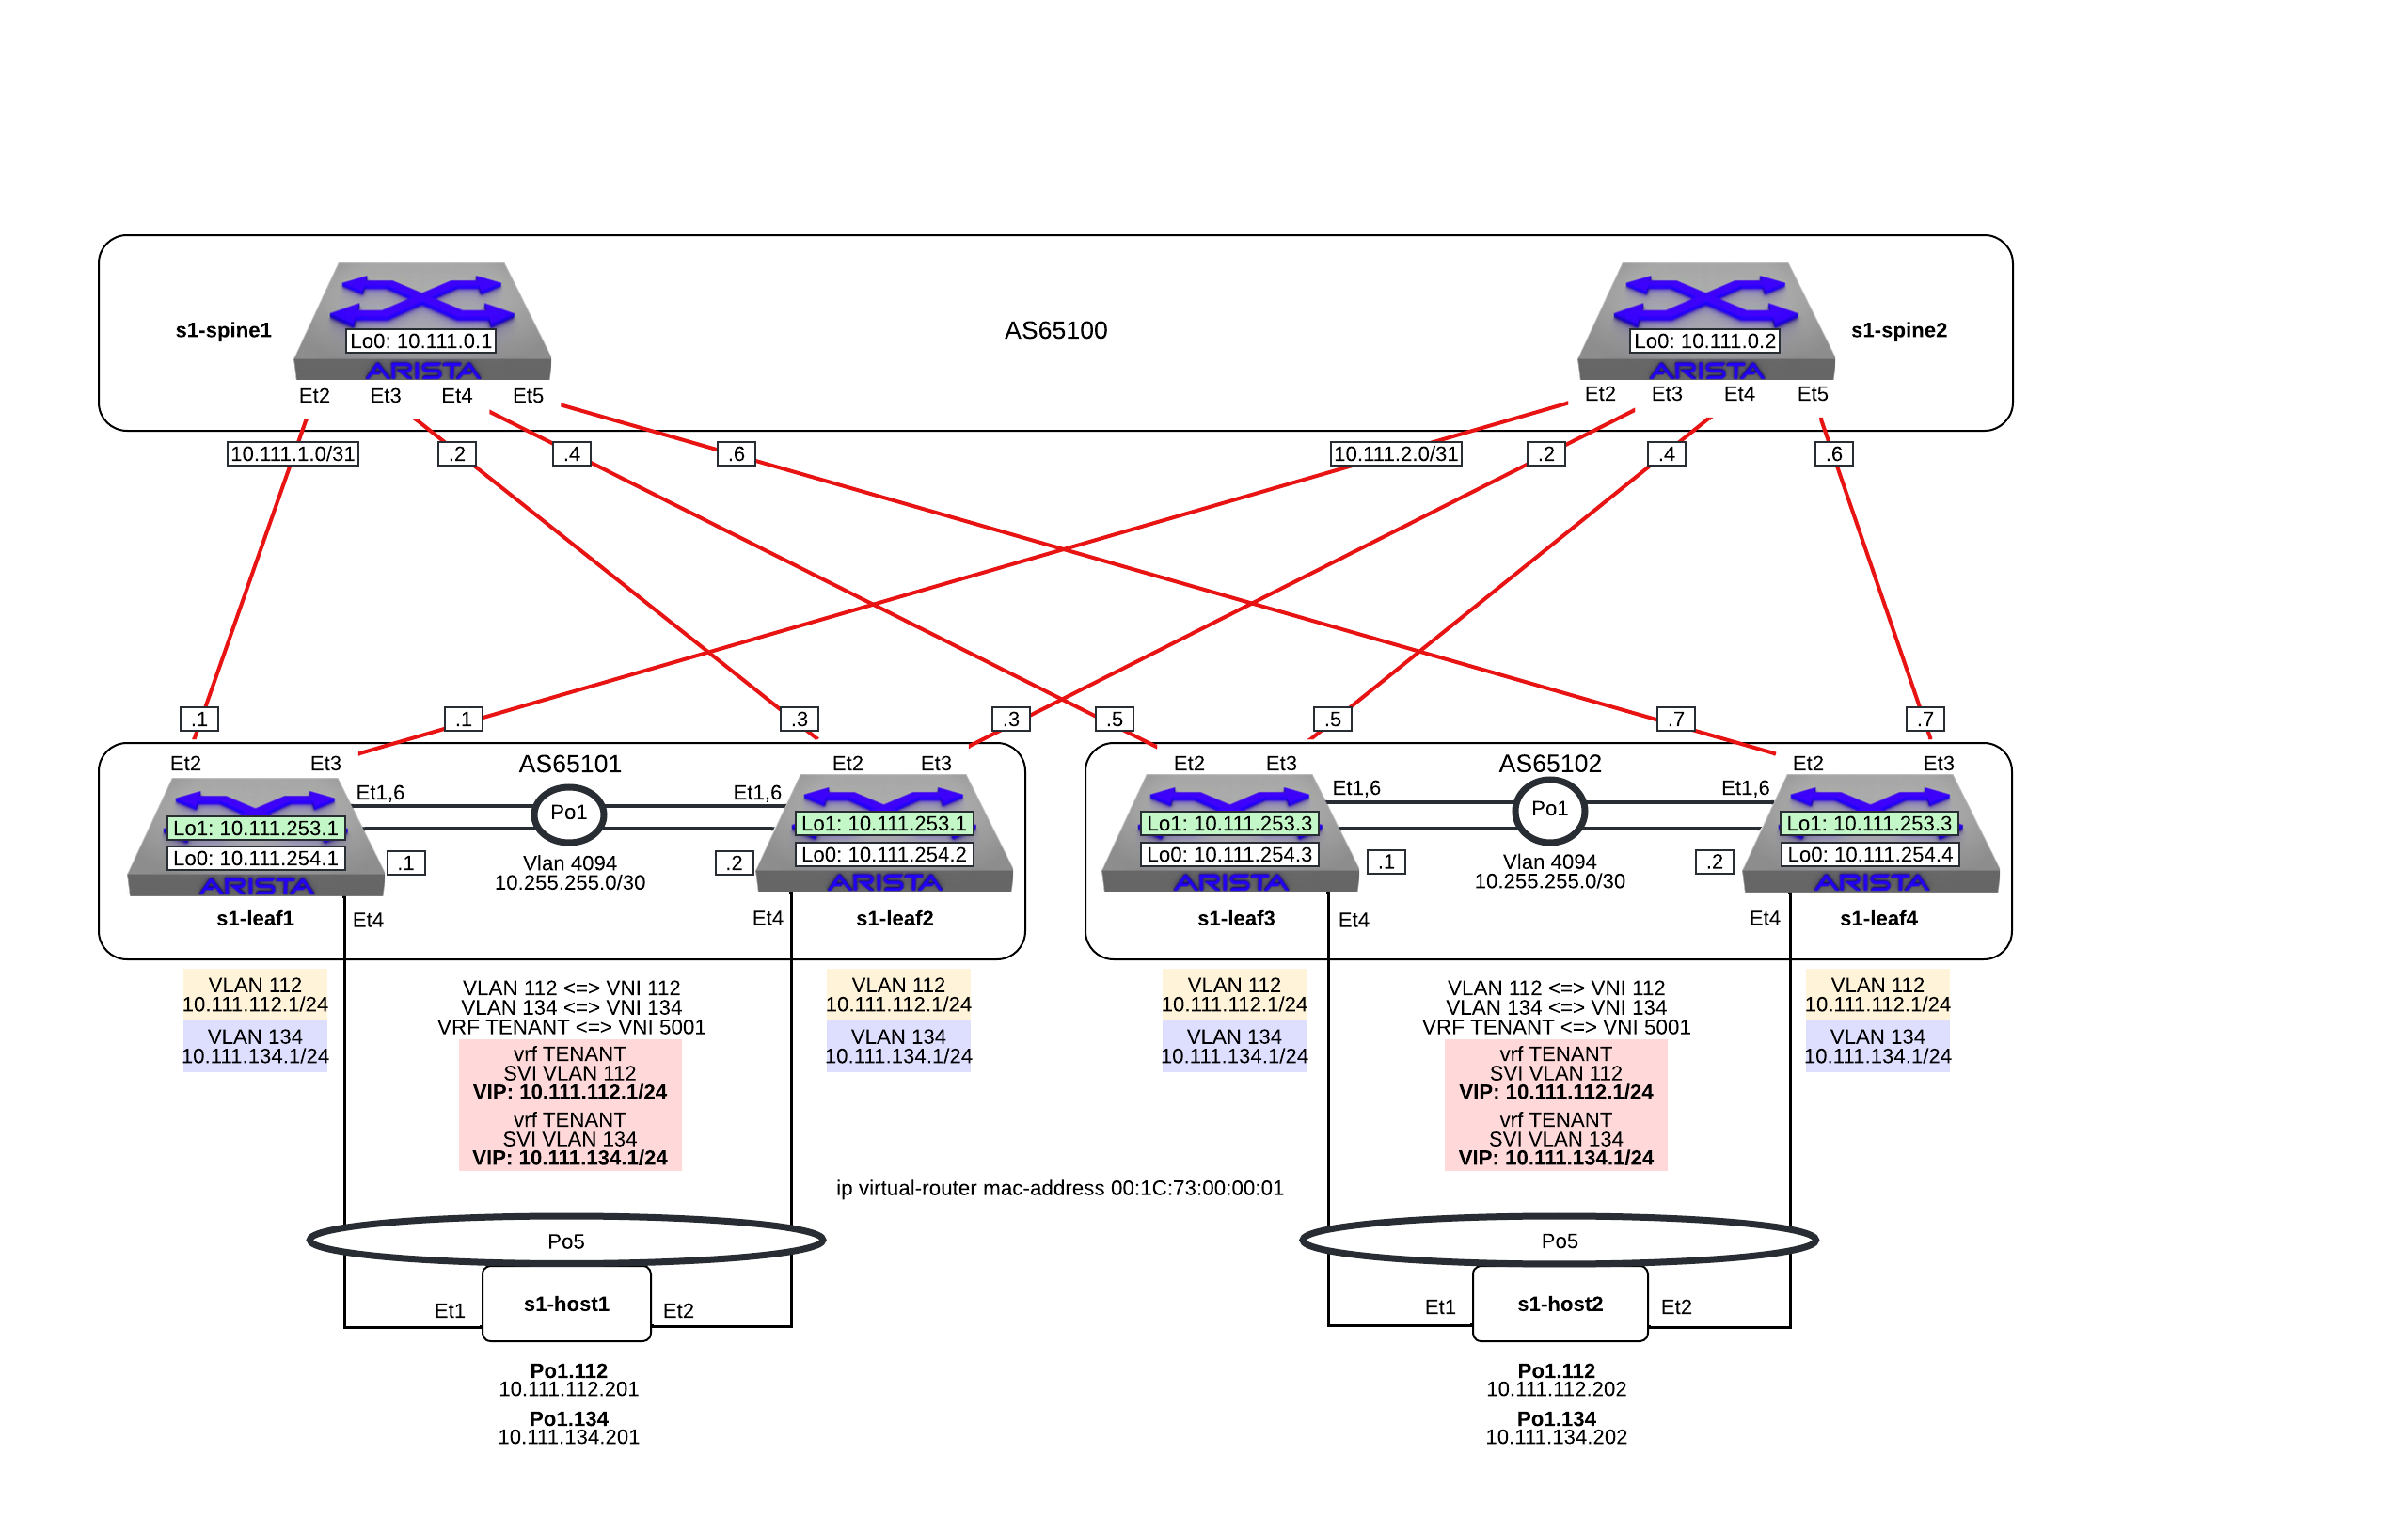 s1-spine1
Lo0: 10.111.0.1
ARISTA
AS65100
Lo0: 10.111.0.2
ARISTA
s1-spine2
Et2
Et3
Et4
Et5
Et2
Et3
Et4
Et5
10.111.1.0/31
.2
.4
.6
10.111.2.0/31
.2
.4
.6
.1
.1
.3
.3
.5
.5
.7
.7
Et2
Et3
AS65101
Et2
Et3
Et1,6
Po1
Et1,6
Lo1: 10.111.253.1
Lo0: 10.111.254.1
ARISTA
.1
Vlan 4094
10.255.255.0/30
.2
Lo1: 10.111.253.1
Lo0: 10.111.254.2
ARISTA
s1-leaf1
Et4
Et4
s1-leaf2
Et2
Et3
AS65102
Et2
Et3
Et1,6
Po1
Et1,6
Lo1: 10.111.253.3
Lo0: 10.111.254.3
ARISTA
.1
Vlan 4094
10.255.255.0/30
.2
Lo1: 10.111.253.3
Lo0: 10.111.254.4
ARISTA
s1-leaf3
Et4
Et4
s1-leaf4
VLAN 112
10.111.112.1/24
VLAN 134
10.111.134.1/24
VLAN 112 <=> VNI 112
VLAN 134 <=> VNI 134
VRF TENANT <=> VNI 5001
vrf TENANT
SVI VLAN 112
VIP: 10.111.112.1/24
vrf TENANT
SVI VLAN 134
VIP: 10.111.134.1/24
VLAN 112
10.111.112.1/24
VLAN 134
10.111.134.1/24
VLAN 112
10.111.112.1/24
VLAN 134
10.111.134.1/24
VLAN 112 <=> VNI 112
VLAN 134 <=> VNI 134
VRF TENANT <=> VNI 5001
vrf TENANT
SVI VLAN 112
VIP: 10.111.112.1/24
vrf TENANT
SVI VLAN 134
VIP: 10.111.134.1/24
VLAN 112
10.111.112.1/24
VLAN 134
10.111.134.1/24
ip virtual-router mac-address 00:1C:73:00:00:01
Po5
Et1
s1-host1
Et2
Po1.112
10.111.112.201
Po1.134
10.111.134.201
Po5
Et1
s1-host2
Et2
Po1.112
10.111.112.202
Po1.134
10.111.134.202